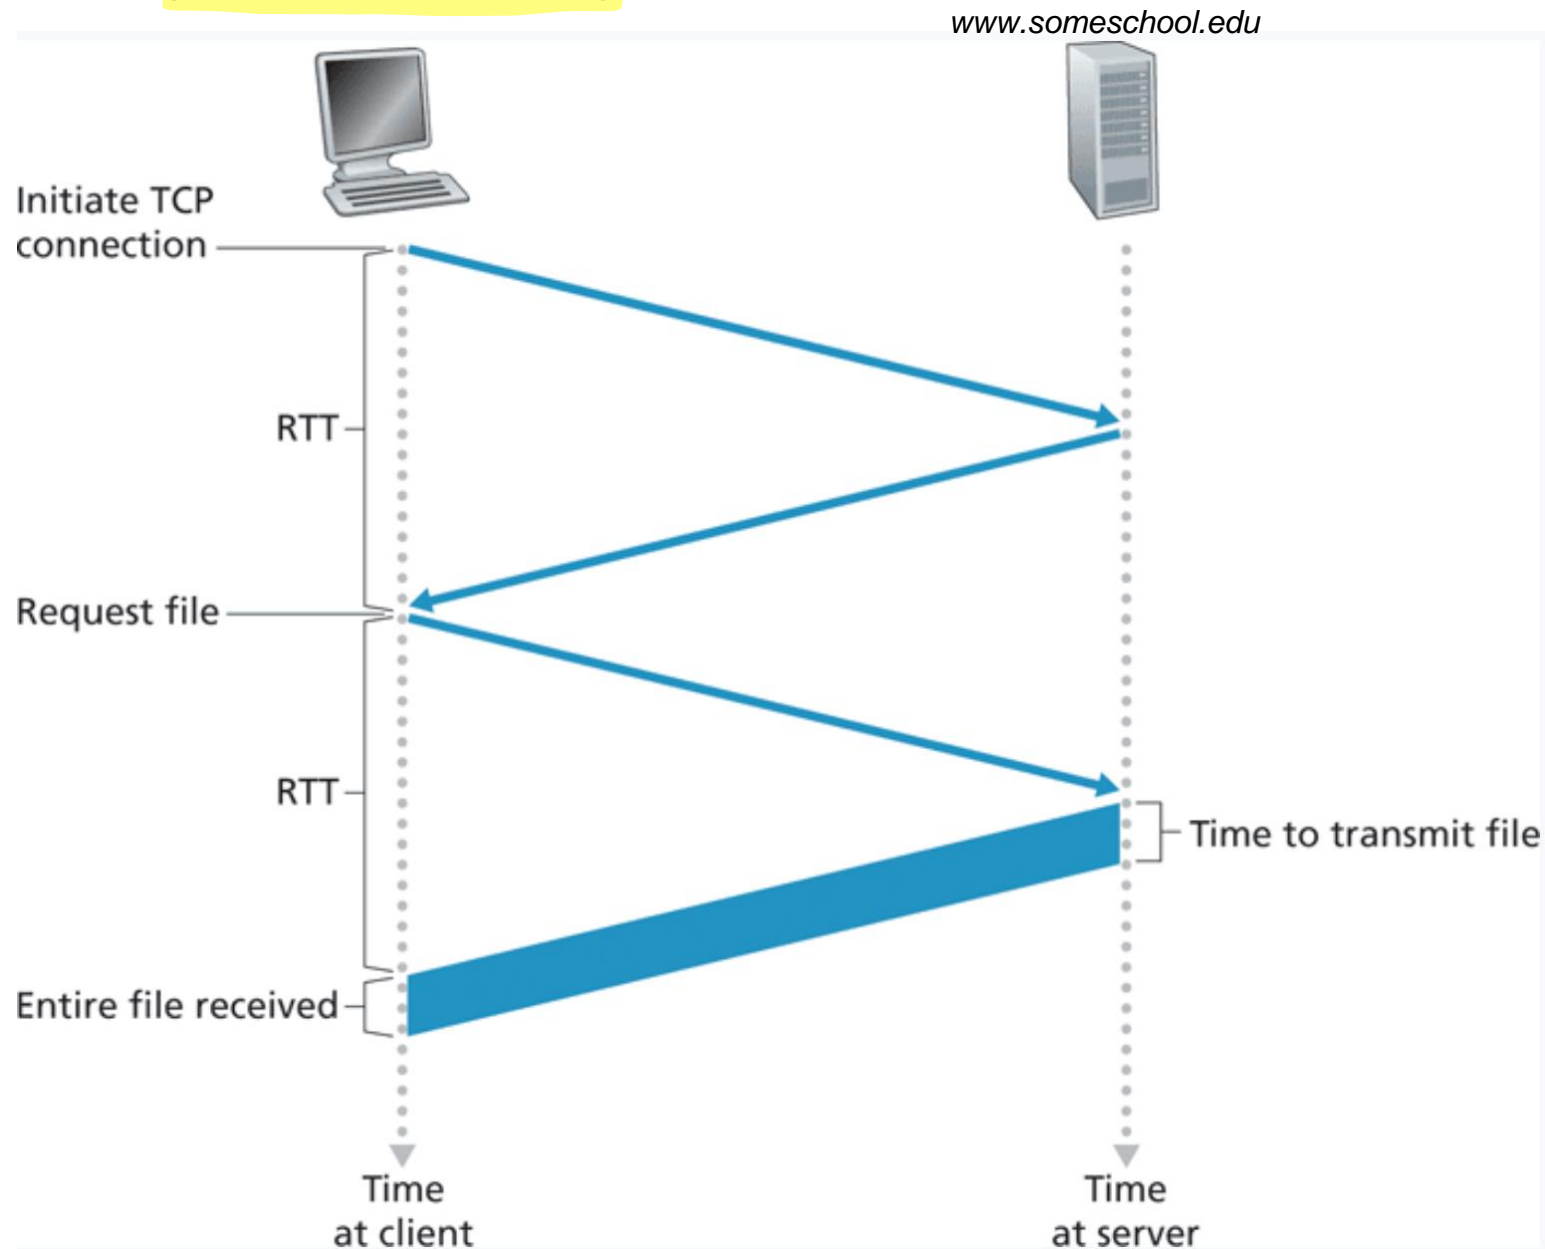 www.someschool.edu
Initiate TCP
connection
RTT
Request file
RTT
Time to transmit file
Entire file received
Time
at client
Time
at server